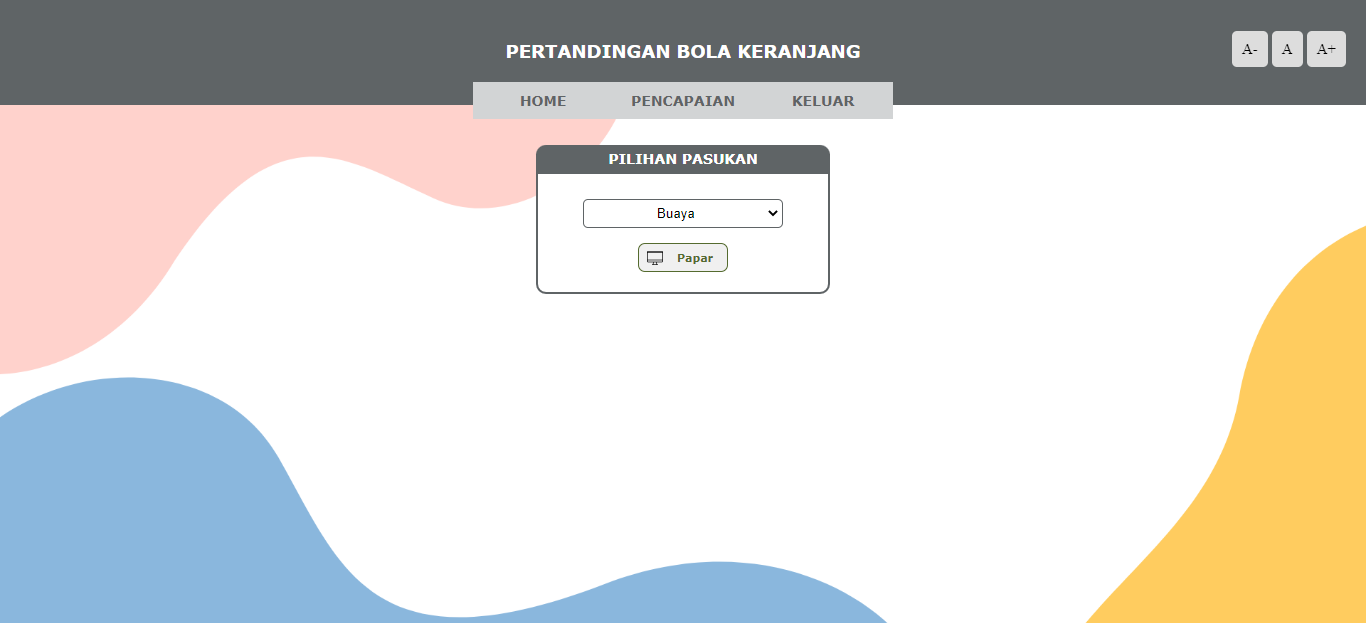 PERTANDINGAN BOLA KERANJANG
A- A A+
HOME PENCAPAIAN KELUAR
PILIHAN PASUKAN
Buaya
Papar